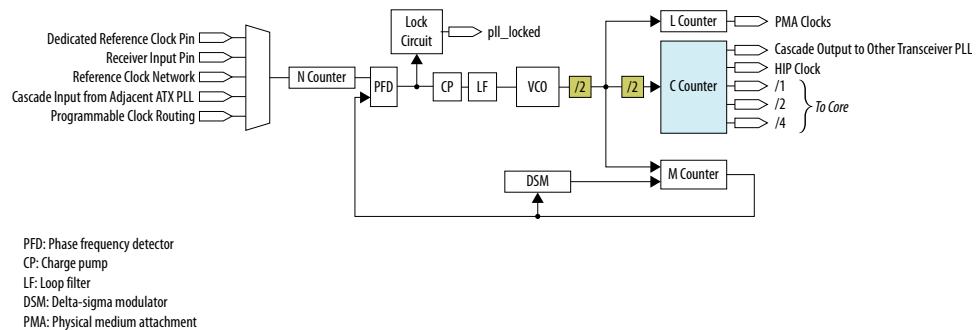 Dedicated Reference Clock Pin
Receiver Input Pin
Reference Clock Network
Cascade Input from Adjacent ATX PLL
Programmable Clock Routing
N Counter
PFD
Lock
Circuit
pll_locked
CP
LF
VCO
/2
/2
L Counter
PMA Clocks
C Counter
Cascade Output to Other Transceiver PLL
HIP Clock
/1
/2
/4
To Core
M Counter
DSM
PFD: Phase frequency detector
CP: Charge pump
LF: Loop filter
DSM: Delta-sigma modulator
PMA: Physical medium attachment